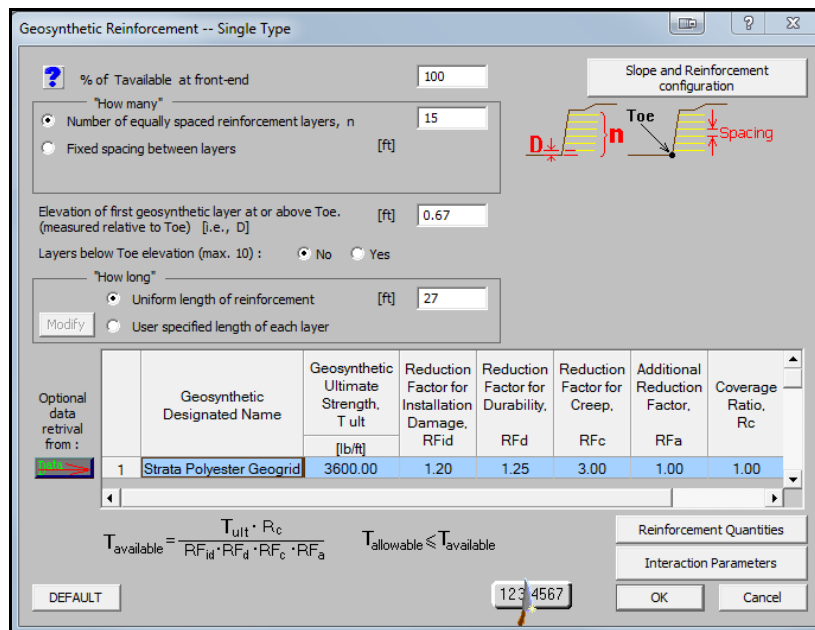 Geosynthetic Reinforcement -- Single Type
?
? % of Tavailable at front-end 100
Slope and Reinforcement
configuration
"How many"
Number of equally spaced reinforcement layers, n 15
Fixed spacing between layers [ft]
D n Toe Spacing
Elevation of first geosynthetic layer at or above Toe. [ft] 0.67
(measured relative to Toe) [i.e., D]
Layers below Toe elevation (max. 10) : No Yes
"How long"
Uniform length of reinforcement [ft] 27
Modify User specified length of each layer
Optional
data
retrival
from :
Geosynthetic
Designated Name
Geosynthetic
Ultimate
Strength,
T ult
[lb/ft]
Reduction
Factor for
Installation
Damage,
RFid
Reduction
Factor for
Durability,
RFd
Reduction
Factor for
Creep,
RFc
Additional
Reduction
Factor,
RFa
Coverage
Ratio,
Rc
1 Strata Polyester Geogrid 3600.00 1.20 1.25 3.00 1.00 1.00
Tavailable = Tult · Rc / RFid · RFd · RFc · RFa Tallowable ⩽ Tavailable
Reinforcement Quantities
Interaction Parameters
DEFAULT 1234567 OK Cancel